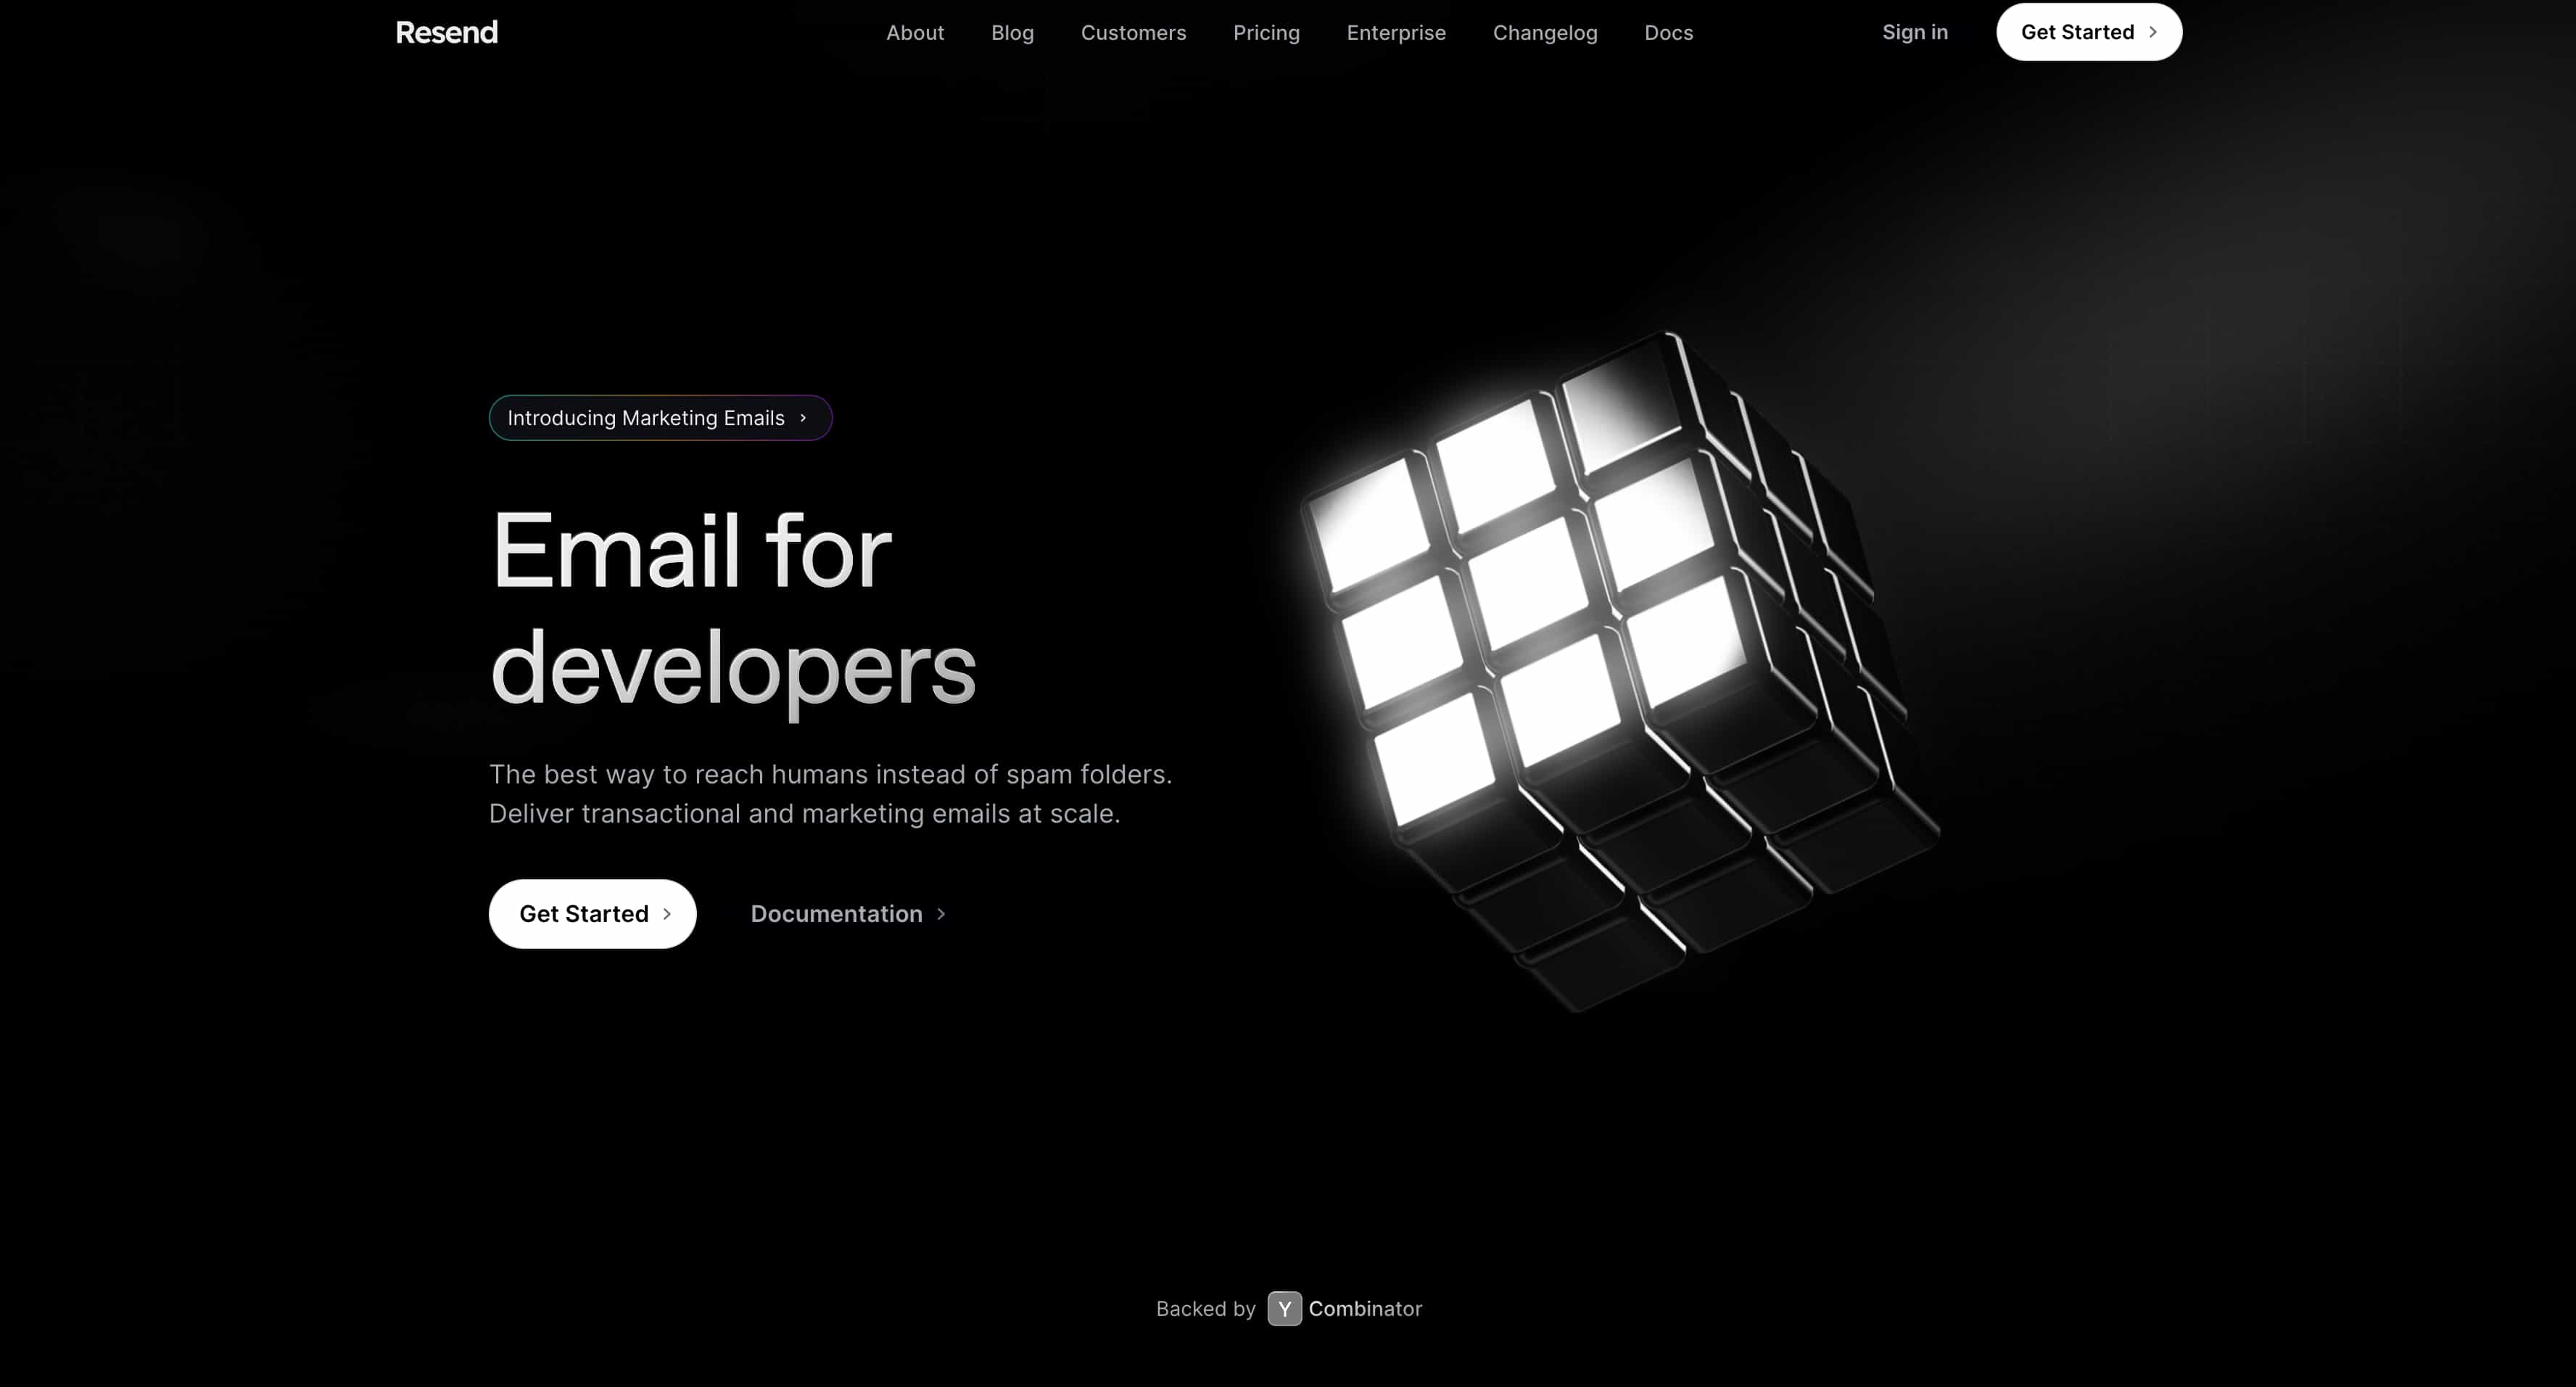 Resend
About
Blog
Customers
Pricing
Enterprise
Changelog
Docs
Sign in
Get Started
Introducing Marketing Emails
Email for
developers
The best way to reach humans instead of spam folders.
Deliver transactional and marketing emails at scale.
Get Started
Documentation
Backed by Y Combinator